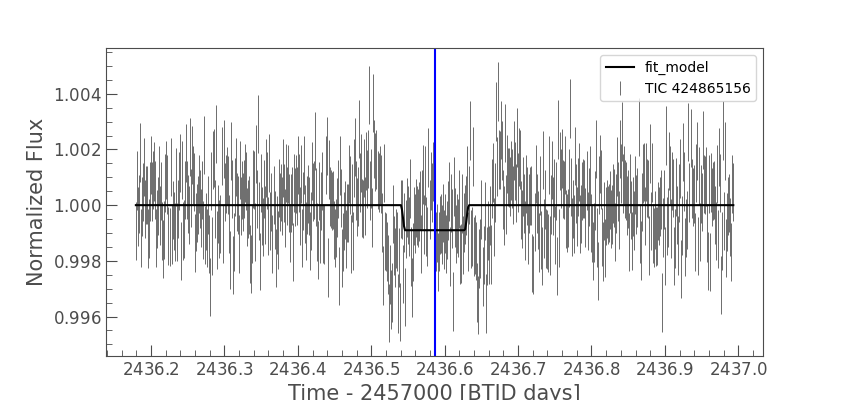 fit_model
TIC 424865156
Normalized Flux
1.004
1.002
1.000
0.998
0.996
2436.2 2436.3 2436.4 2436.5 2436.6 2436.7 2436.8 2436.9 2437.0
Time - 2457000 [BTJD days]